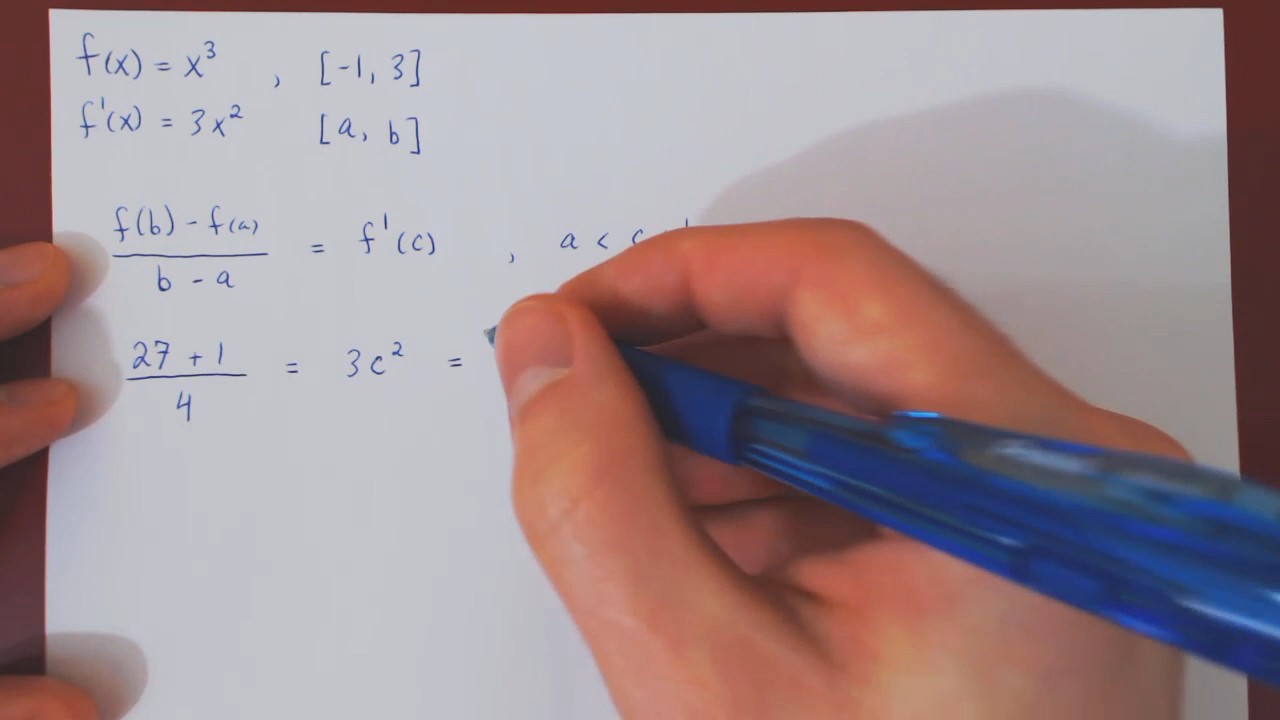 f(x) = x³ , [-1, 3]
f'(x) = 3x² [a, b]
f(b) - f(a) / b - a = f'(c) , a < c
27 + 1 / 4 = 3c² =